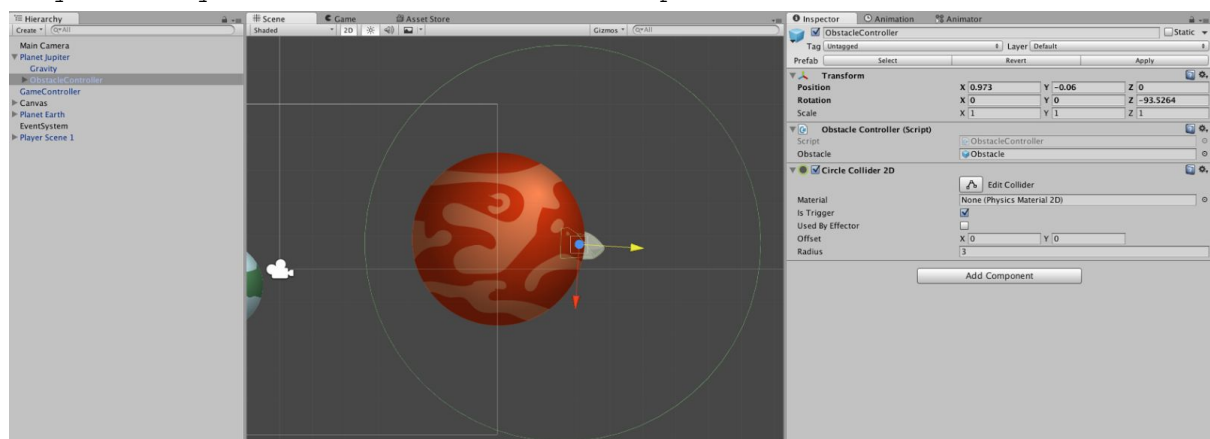 Hierarchy
Create
All
Main Camera
Planet Jupiter
Gravity
ObstacleController
GameController
Canvas
Planet Earth
EventSystem
Player Scene 1
Scene
Game
Asset Store
Shaded
2D
Gizmos
All
Inspector
Animation
Animator
ObstacleController
Static
Tag Untagged Layer Default
Prefab Select Revert Apply
Transform
Position X 0.973 Y -0.06 Z 0
Rotation X 0 Y 0 Z -93.5264
Scale X 1 Y 1 Z 1
Obstacle Controller (Script)
Script ObstacleController
Obstacle Obstacle
Circle Collider 2D
Edit Collider
Material None (Physics Material 2D)
Is Trigger
Used By Effector
Offset X 0 Y 0
Radius 3
Add Component